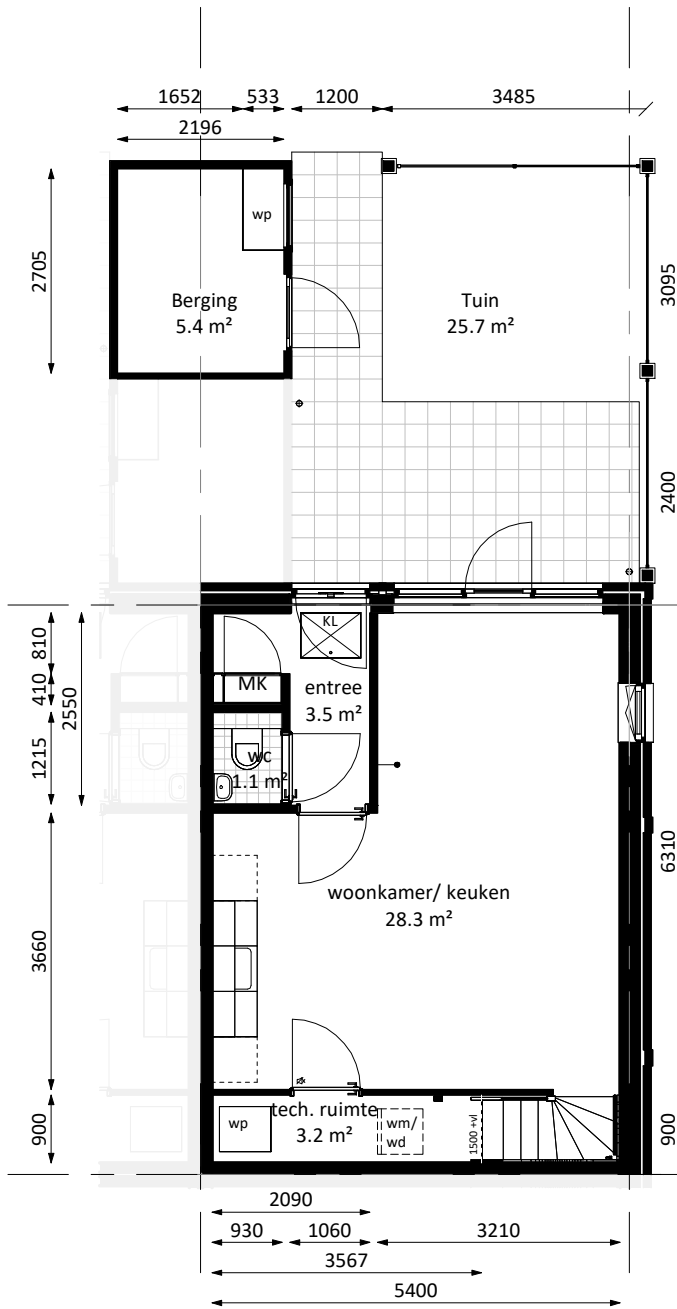 1652
533
1200
3485
2196
wp
2705
3095
Berging
5.4 m²
Tuin
25.7 m²
2400
810
KL
410
MK
entree
3.5 m²
2550
1215
wc
1.1 m²
6310
woonkamer/ keuken
28.3 m²
3660
tech. ruimte
3.2 m²
wp
wm/
wd
1500 +vl
900
900
2090
930
1060
3210
3567
5400